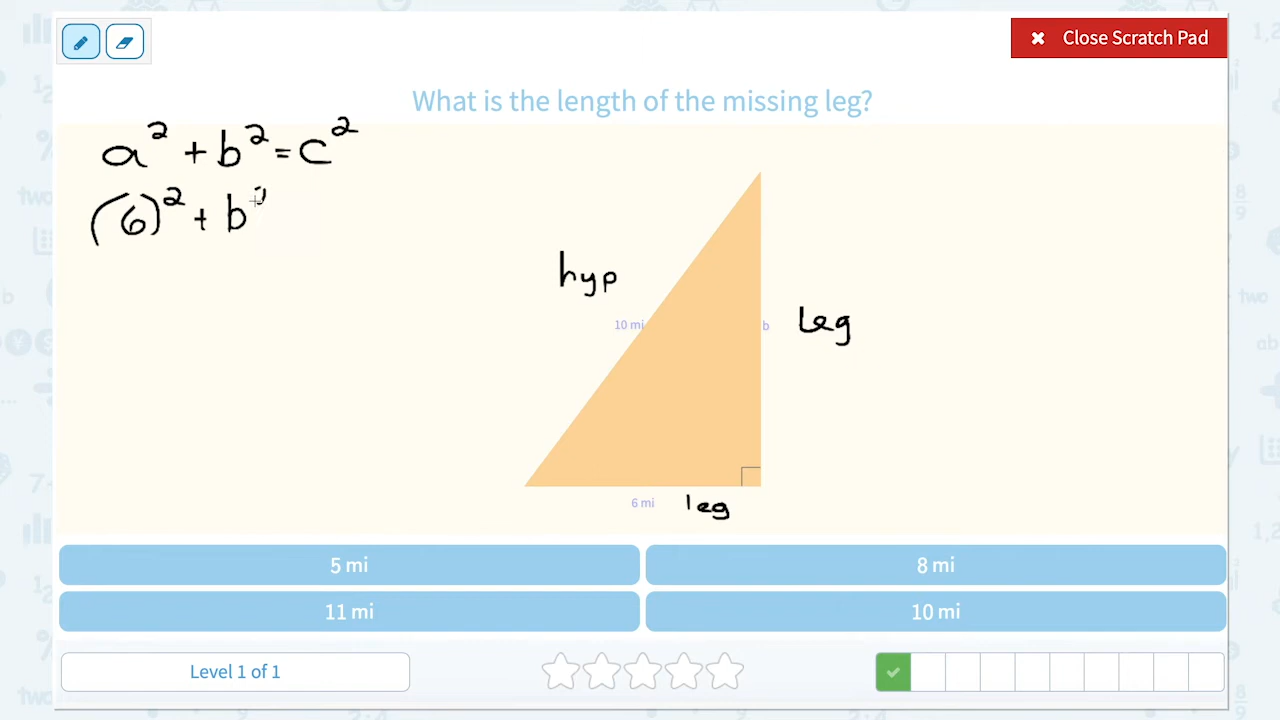 Close Scratch Pad
What is the length of the missing leg?
a² + b² = c²
(6)² + b²
hyp
10 mi
b
leg
6 mi
leg
5 mi
8 mi
11 mi
10 mi
Level 1 of 1